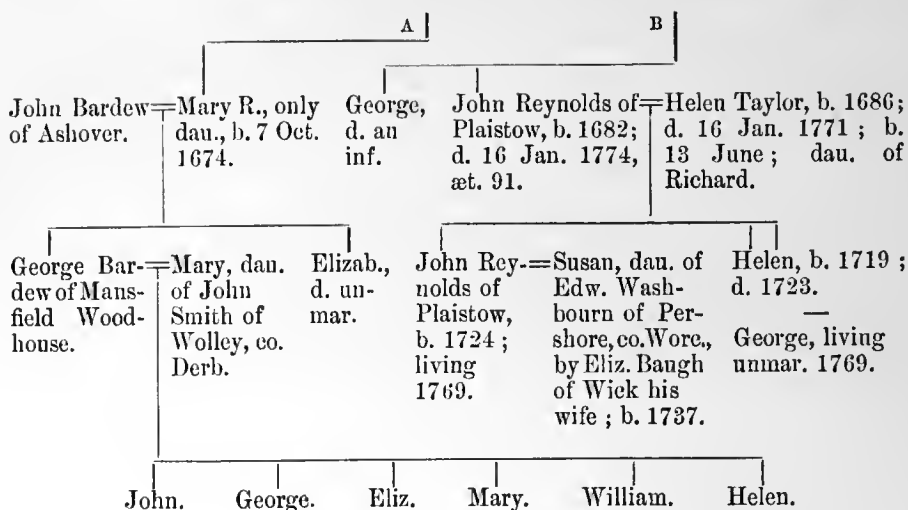 A
B
John Bardew
of Ashover.
Mary R., only
dau., b. 7 Oct.
1674.
George,
d. an
inf.
John Reynolds of
Plaistow, b. 1682;
d. 16 Jan. 1774,
æt. 91.
Helen Taylor, b. 1686;
d. 16 Jan. 1771 ; b.
13 June ; dau. of
Richard.
George Bar-
dew of Mans-
field Wood-
house.
Mary, dau.
of John
Smith of
Wolley, co.
Derb.
Elizab.,
d. un-
mar.
John Rey-
nolds of
Plaistow,
b. 1724 ;
living
1769.
Susan, dau. of
Edw. Wash-
bourn of Per-
shore, co. Worc.,
by Eliz. Baugh
of Wick his
wife ; b. 1737.
Helen, b. 1719 ;
d. 1723.
—
George, living
unmar. 1769.
John.
George.
Eliz.
Mary.
William.
Helen.